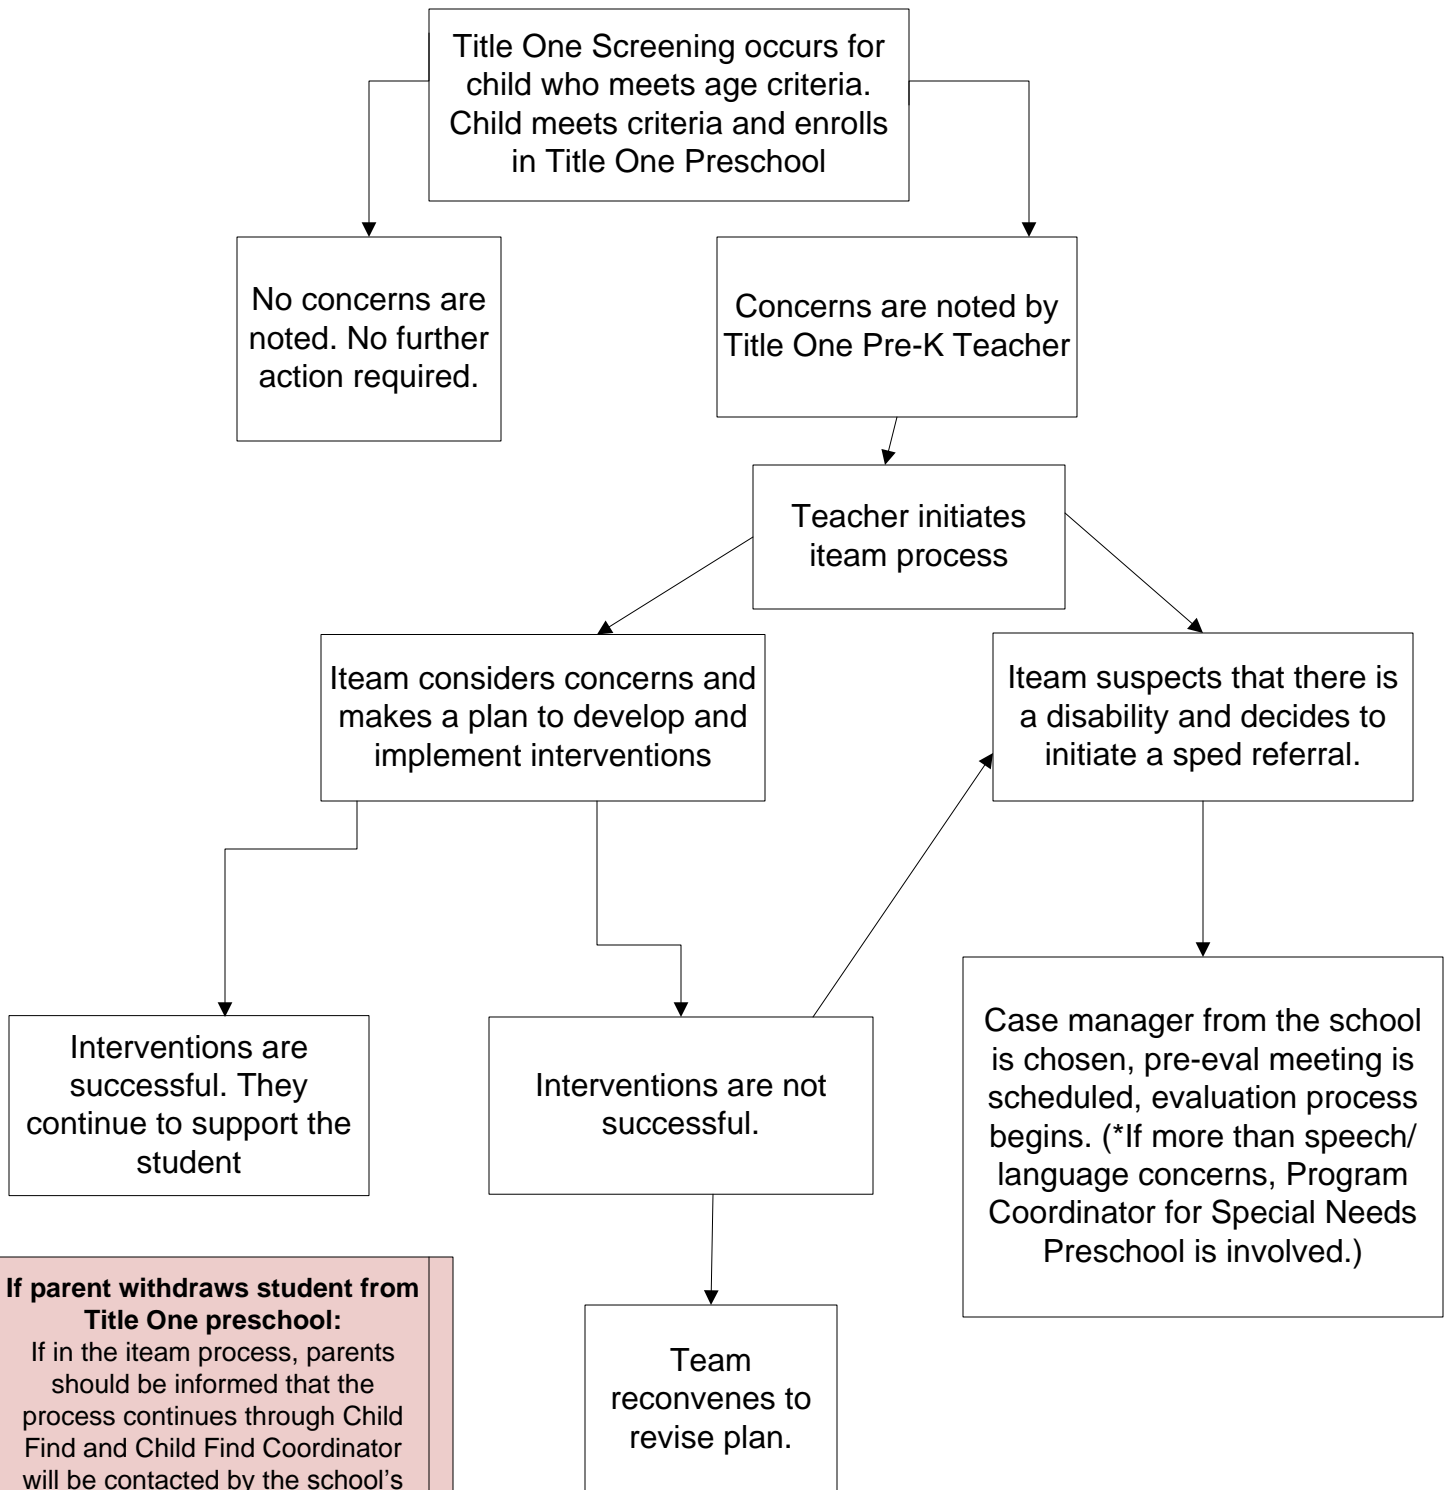 Title One Screening occurs for
child who meets age criteria.
Child meets criteria and enrolls
in Title One Preschool
No concerns are
noted. No further
action required.
Concerns are noted by
Title One Pre-K Teacher
Teacher initiates
iteam process
Iteam considers concerns and
makes a plan to develop and
implement interventions
Iteam suspects that there is
a disability and decides to
initiate a sped referral.
Interventions are
successful. They
continue to support the
student
Interventions are not
successful.
Case manager from the school
is chosen, pre-eval meeting is
scheduled, evaluation process
begins. (*If more than speech/
language concerns, Program
Coordinator for Special Needs
Preschool is involved.)
If parent withdraws student from
Title One preschool:
If in the iteam process, parents
should be informed that the
process continues through Child
Find and Child Find Coordinator
will be contacted by the school's
Team
reconvenes to
revise plan.